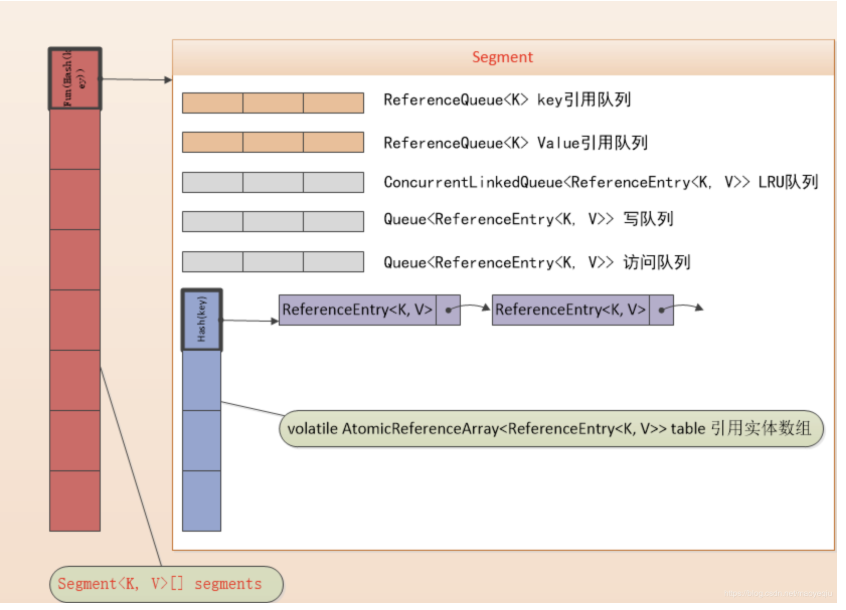 Segment
Fun(Hash(k
ey))
ReferenceQueue<K> key引用队列
ReferenceQueue<K> Value引用队列
ConcurrentLinkedQueue<ReferenceEntry<K, V>> LRU队列
Queue<ReferenceEntry<K, V>> 写队列
Queue<ReferenceEntry<K, V>> 访问队列
Hash(key)
ReferenceEntry<K, V>
ReferenceEntry<K, V>
volatile AtomicReferenceArray<ReferenceEntry<K, V>> table 引用实体数组
Segment<K, V>[] segments